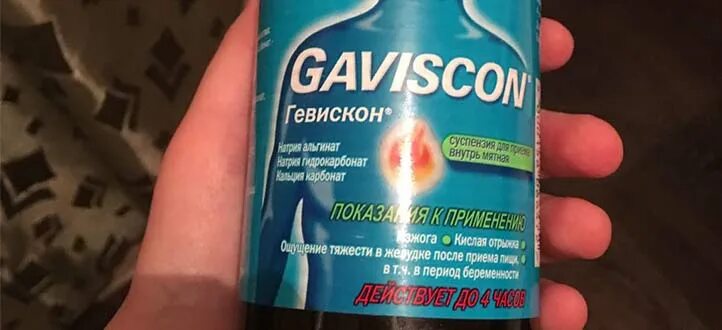 GAVISCON®
Гевискон®
Натрия альгинат
Натрия гидрокарбонат
Кальция карбонат
суспензия для приема
внутрь мятная
ПОКАЗАНИЯ К ПРИМЕНЕНИЮ
Изжога • Кислая отрыжка •
Ощущение тяжести в желудке после приема пищи,
в т.ч. в период беременности
ДЕЙСТВУЕТ ДО 4 ЧАСОВ